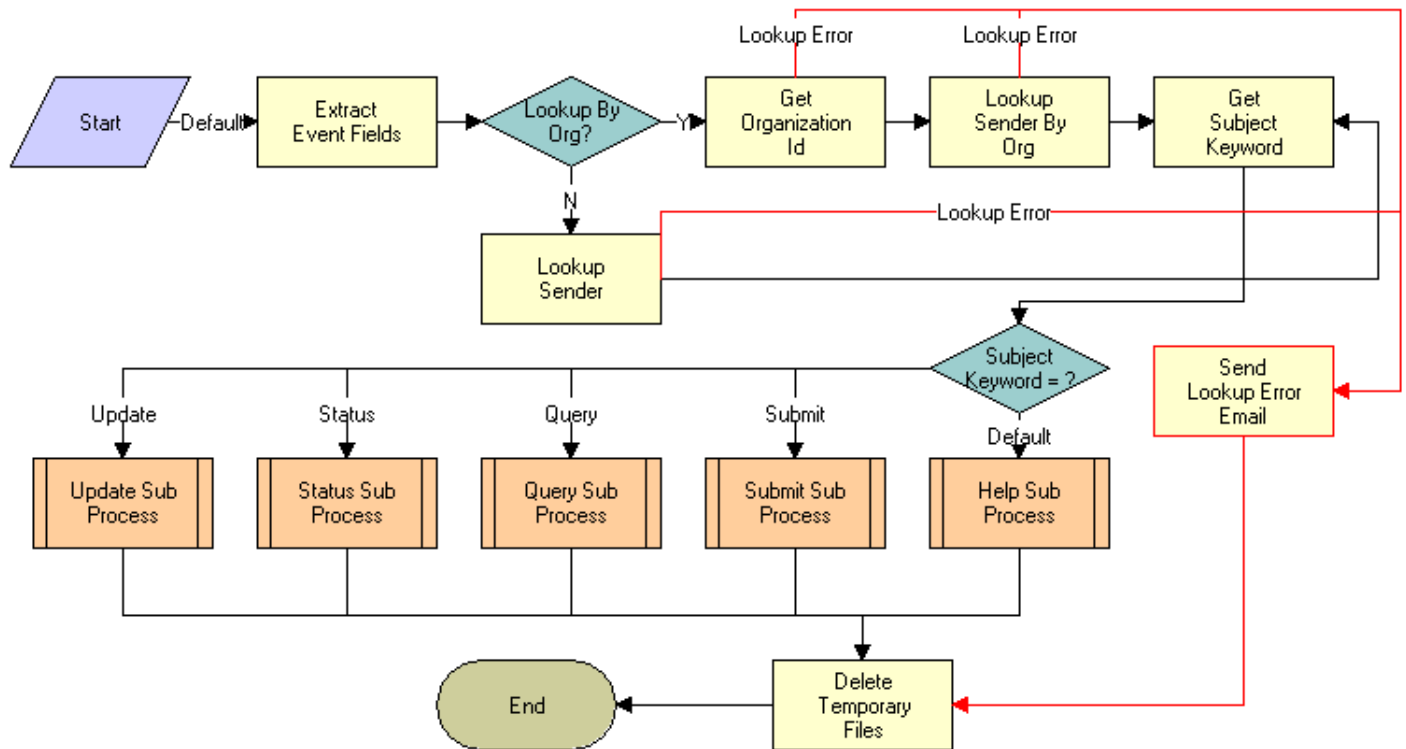 Lookup Error
Lookup Error
Start
Default
Extract
Event Fields
Lookup By
Org?
Y
Get
Organization
Id
Lookup
Sender By
Org
Get
Subject
Keyword
N
Lookup Error
Lookup
Sender
Subject
Keyword = ?
Send
Lookup Error
Email
Update
Status
Query
Submit
Default
Update Sub
Process
Status Sub
Process
Query Sub
Process
Submit Sub
Process
Help Sub
Process
End
Delete
Temporary
Files